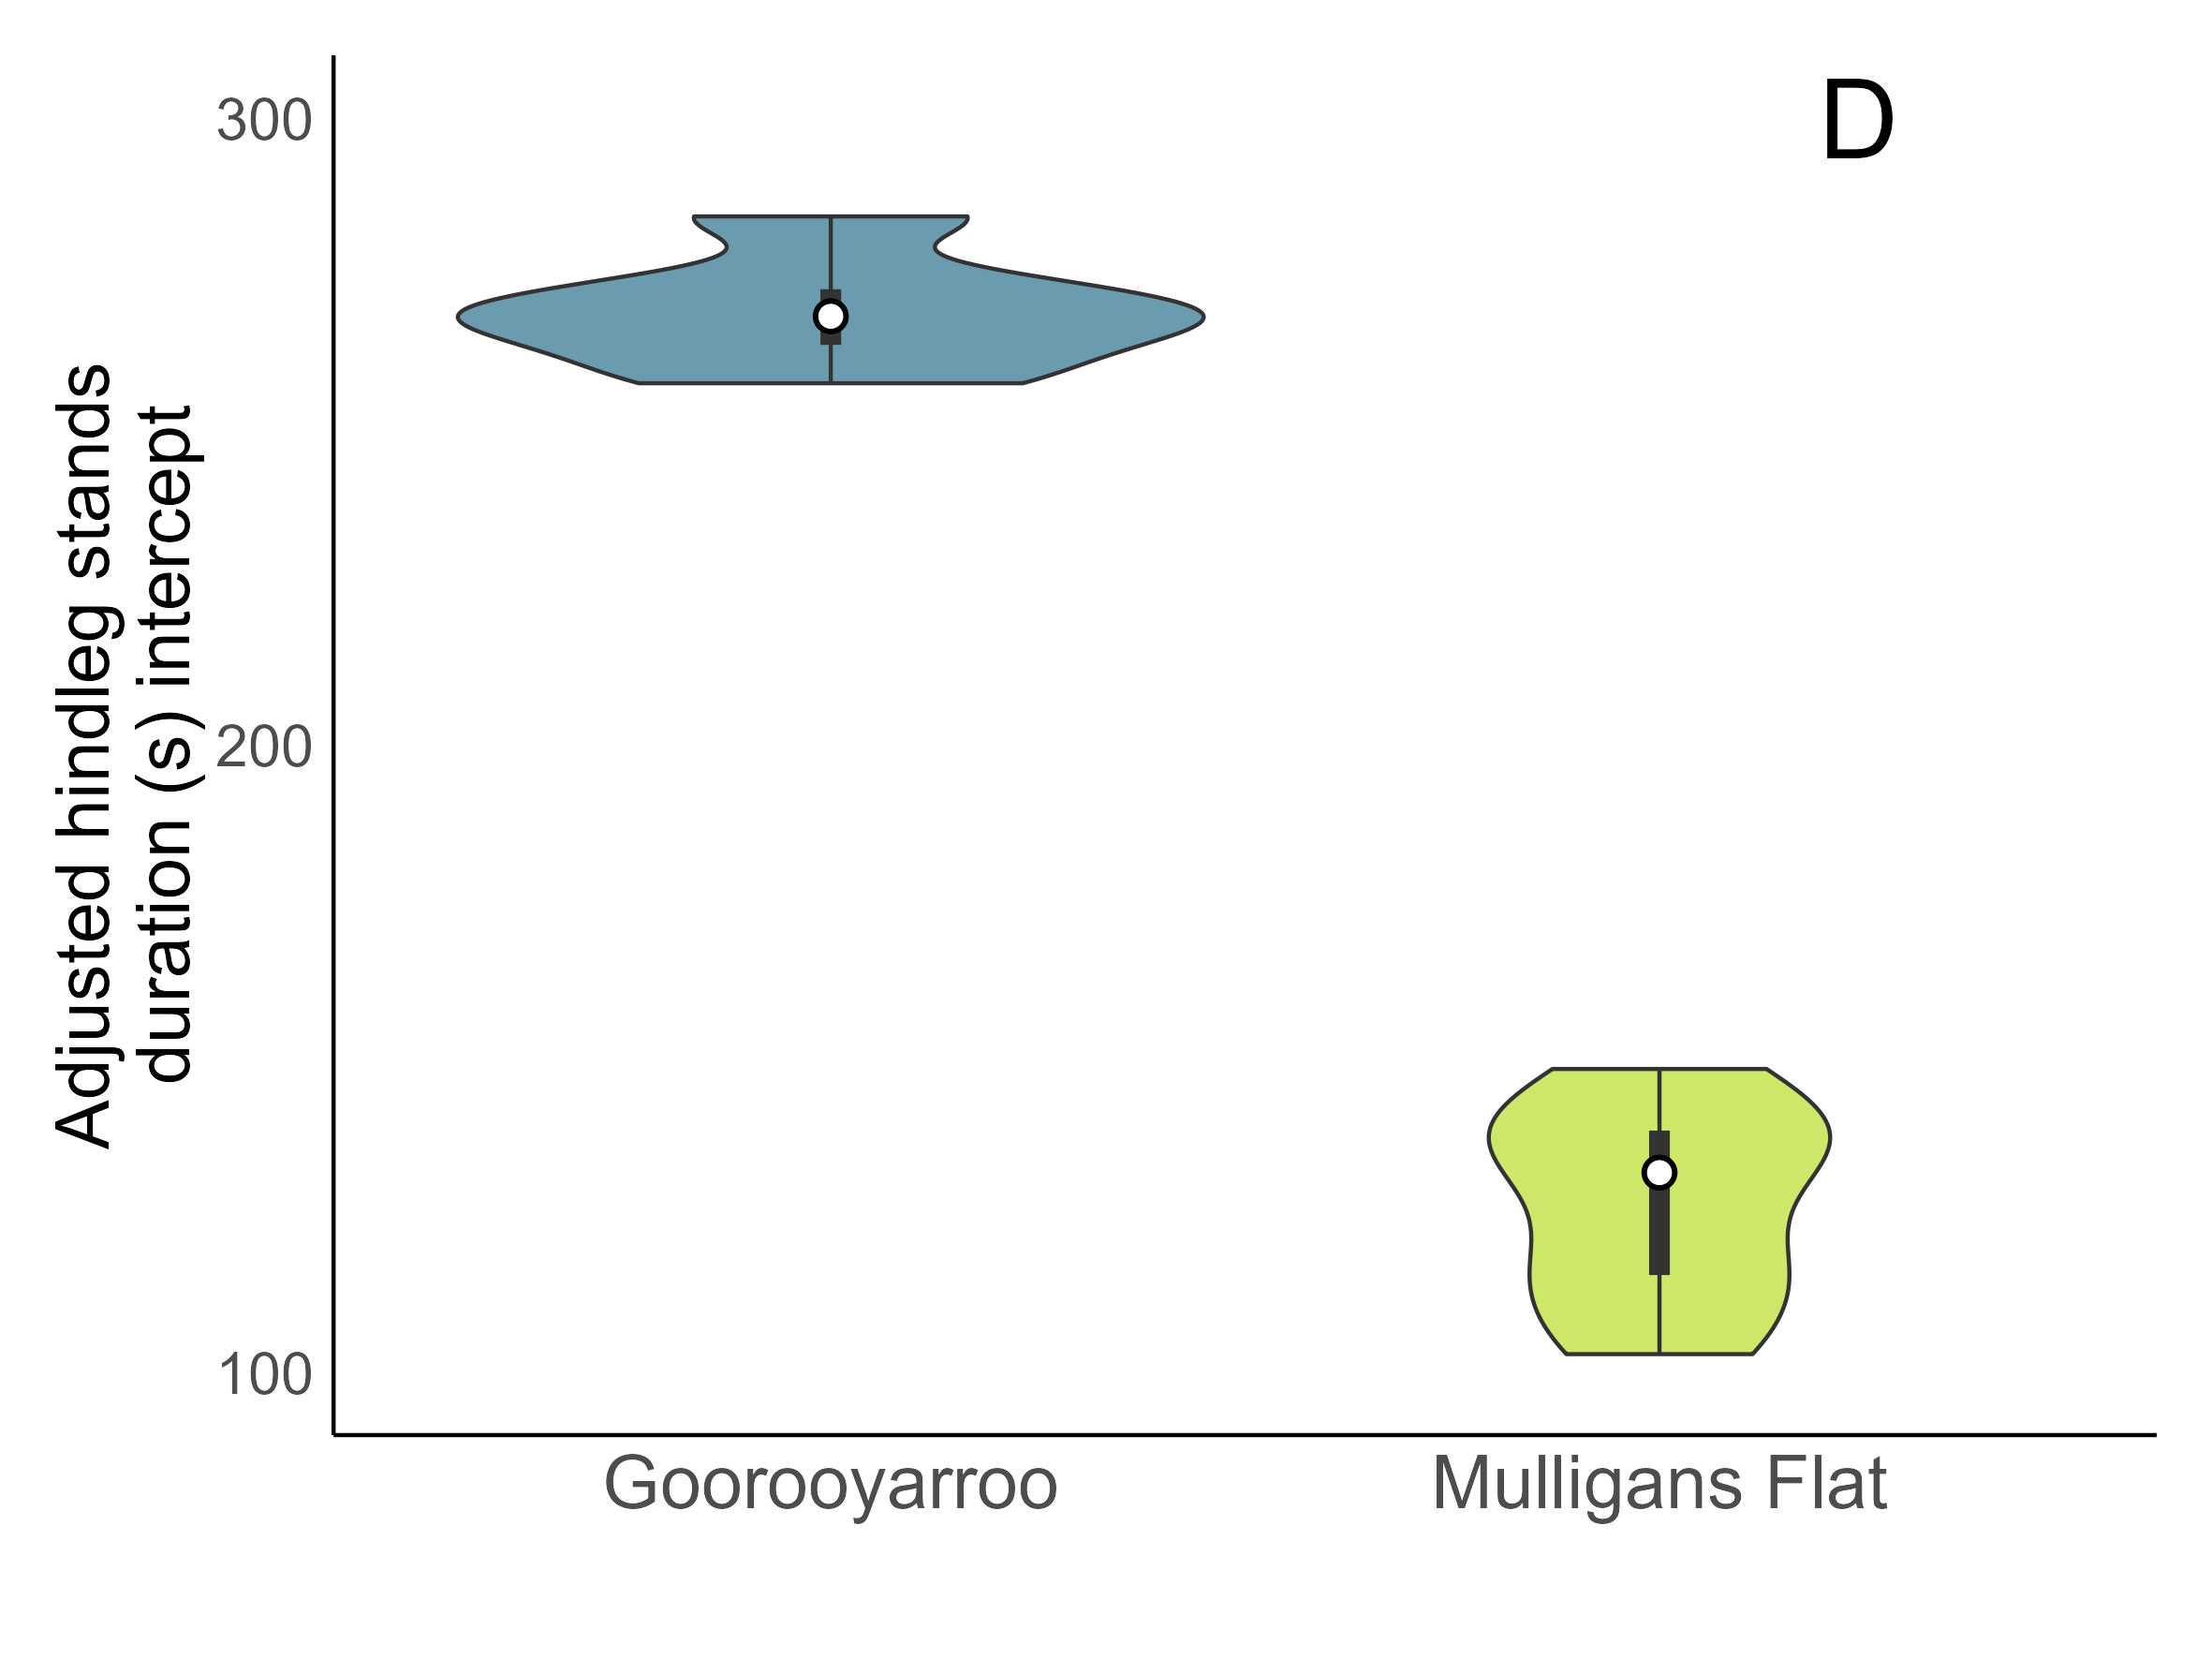 D
Adjusted hindleg stands
duration (s) intercept
300
200
100
Goorooyarroo
Mulligans Flat